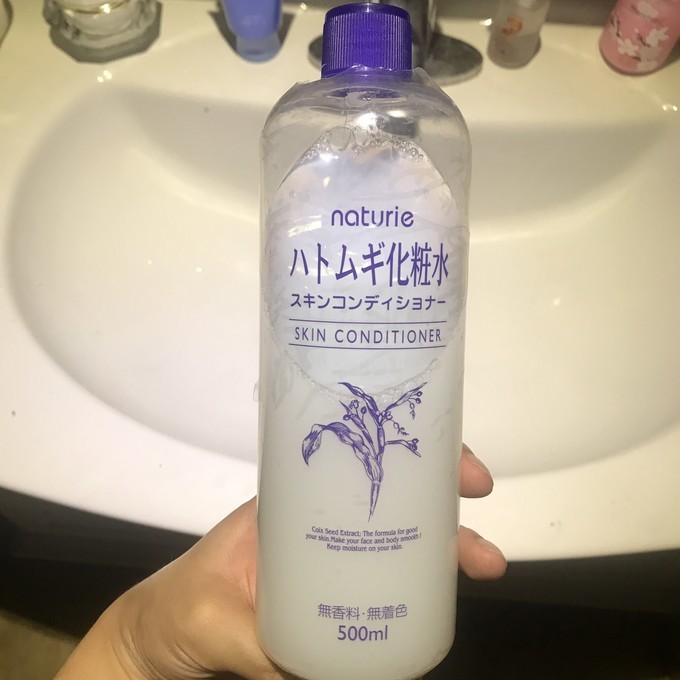 naturie
ハトムギ化粧水
スキンコンディショナー
SKIN CONDITIONER
Coix Seed Extract; The formula for good
your skin.Make your face and body smooth !
Keep moisture on your skin.
無香料・無着色
500ml